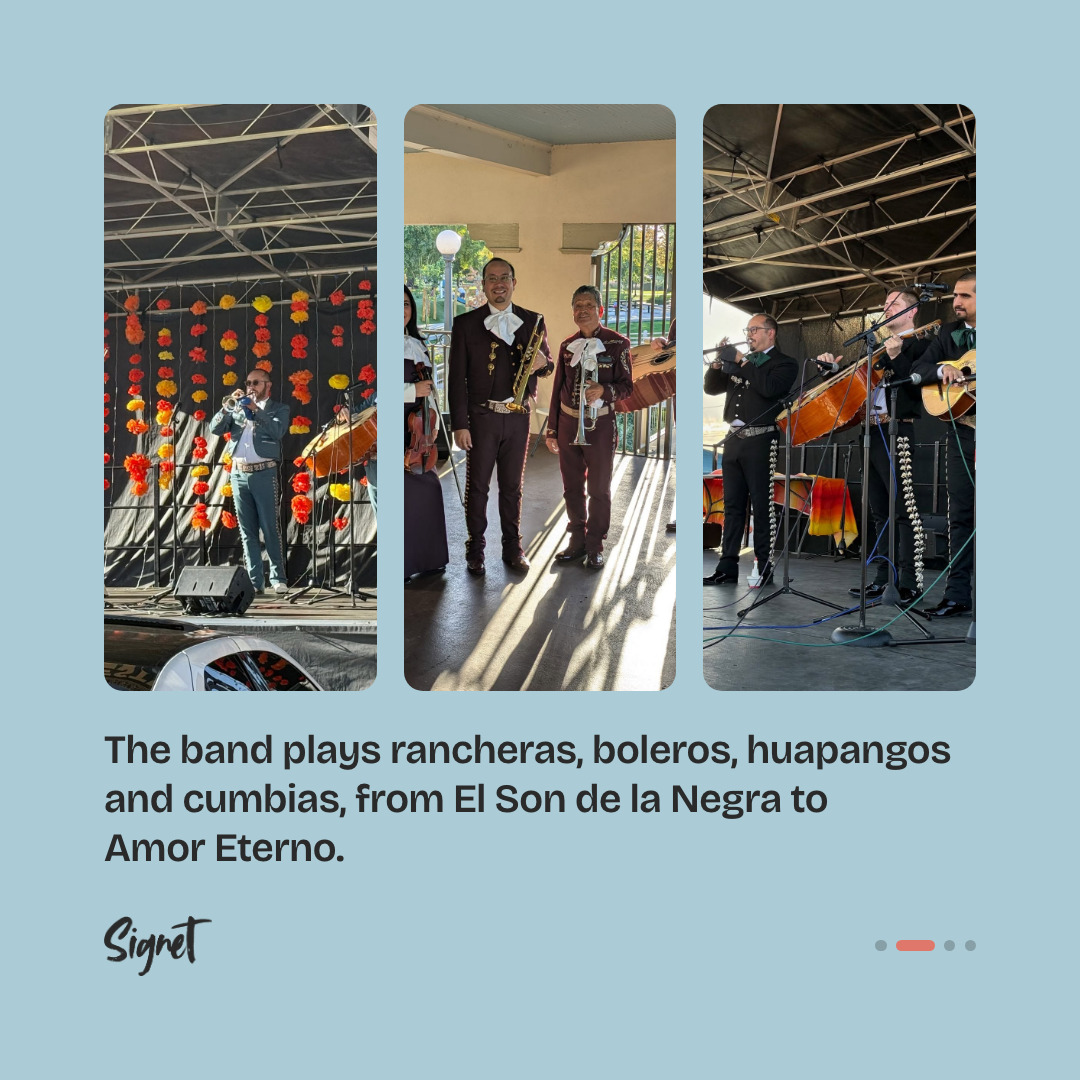 The band plays rancheras, boleros, huapangos
and cumbias, from El Son de la Negra to
Amor Eterno.
Signet